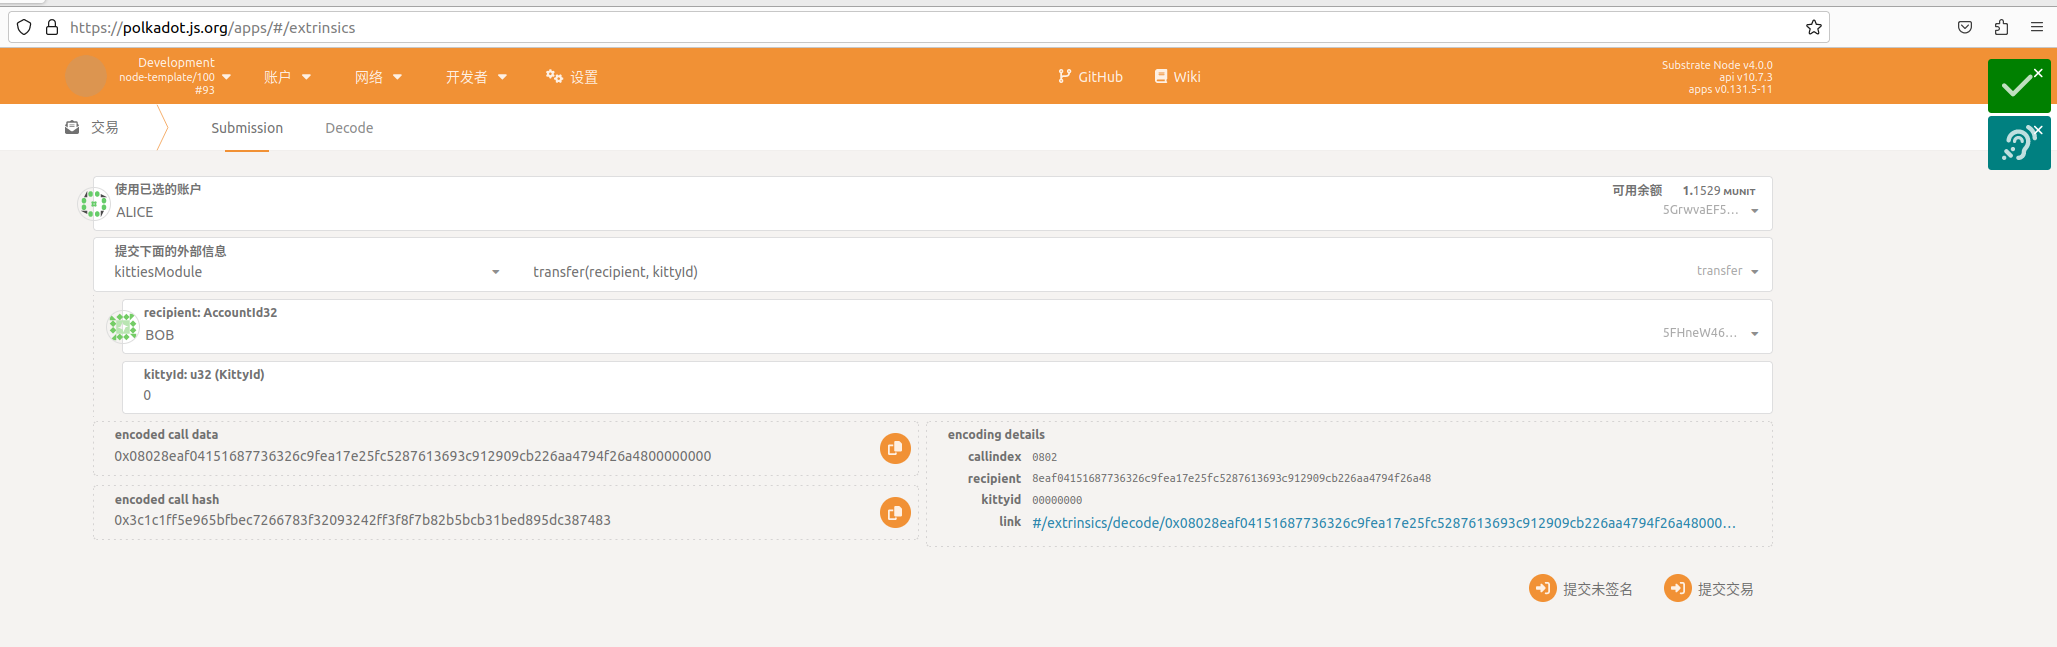 https://polkadot.js.org/apps/#/extrinsics
Development
node-template/100
#93
账户
网络
开发者
设置
GitHub
Wiki
Substrate Node v4.0.0
api v10.7.3
apps v0.131.5-11
交易
Submission
Decode
使用已选的账户
ALICE
可用余额 1.1529 MUNIT
5GrwvaEF5...
提交下面的外部信息
kittiesModule
transfer(recipient, kittyId)
transfer
recipient: AccountId32
BOB
5FHneW46...
kittyId: u32 (KittyId)
0
encoded call data
0x08028eaf04151687736326c9fea17e25fc5287613693c912909cb226aa4794f26a4800000000
encoded call hash
0x3c1c1ff5e965bfbec7266783f32093242ff3f8f7b82b5bcb31bed895dc387483
encoding details
callindex 0802
recipient 8eaf04151687736326c9fea17e25fc5287613693c912909cb226aa4794f26a48
kittyid 00000000
link #/extrinsics/decode/0x08028eaf04151687736326c9fea17e25fc5287613693c912909cb226aa4794f26a48000...
提交未签名
提交交易